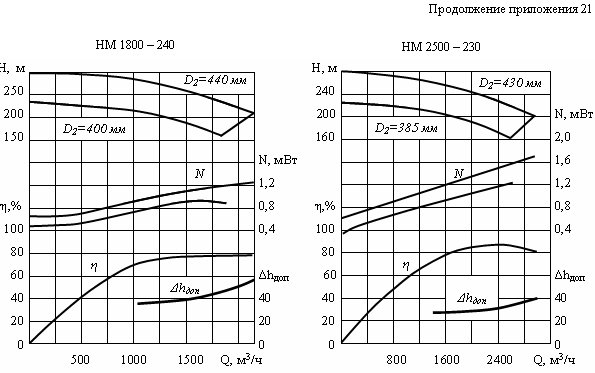 Продолжение приложения 21
НМ 1800 – 240
НМ 2500 – 230
H, м
250
200
150
D₂=440 мм
D₂=400 мм
N, мВт
1,2
0,8
0,4
N
η,%
100
80
60
40
20
0
η
Δhдоп
Δhдоп
40
20
0
500
1000
1500
Q, м³/ч
H, м
240
200
160
D₂=430 мм
D₂=385 мм
N, мВт
2,0
1,6
1,2
0,8
0,4
N
η,%
100
80
60
40
20
0
η
Δhдоп
Δhдоп
40
20
0
800
1600
2400
Q, м³/ч